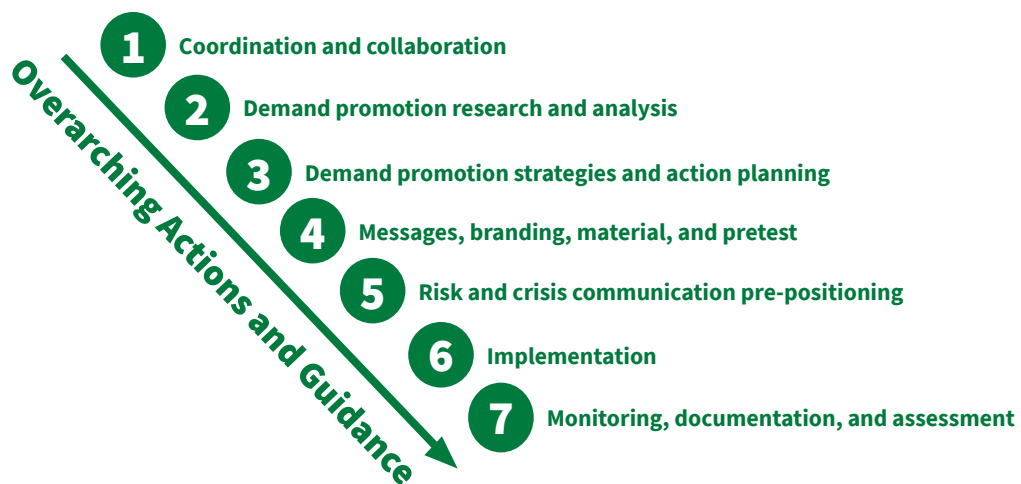 1 Coordination and collaboration
2 Demand promotion research and analysis
3 Demand promotion strategies and action planning
4 Messages, branding, material, and pretest
5 Risk and crisis communication pre-positioning
6 Implementation
7 Monitoring, documentation, and assessment
Overarching Actions and Guidance